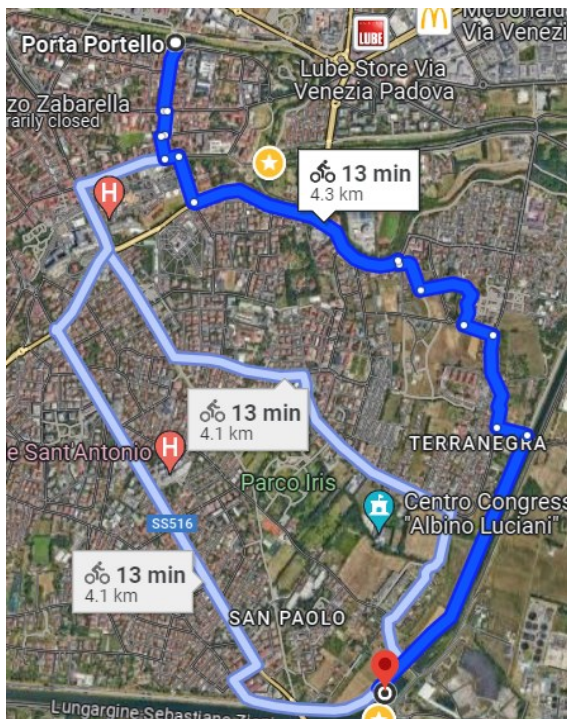 McDonald
Via Venezi
LUBE
Porta Portello
Lube Store Via
Venezia Padova
zo Zabarella
rarily closed
H
13 min
4.3 km
13 min
4.1 km
TERRANEGRA
e Sant'Antonio
H
Parco Iris
Centro Congress
"Albino Luciani"
SS516
13 min
4.1 km
SAN PAOLO
Lungargine Sebastiano Zi